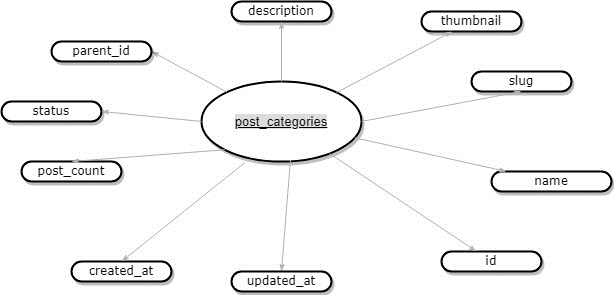 description
thumbnail
parent_id
slug
status
post_categories
post_count
name
id
created_at
updated_at